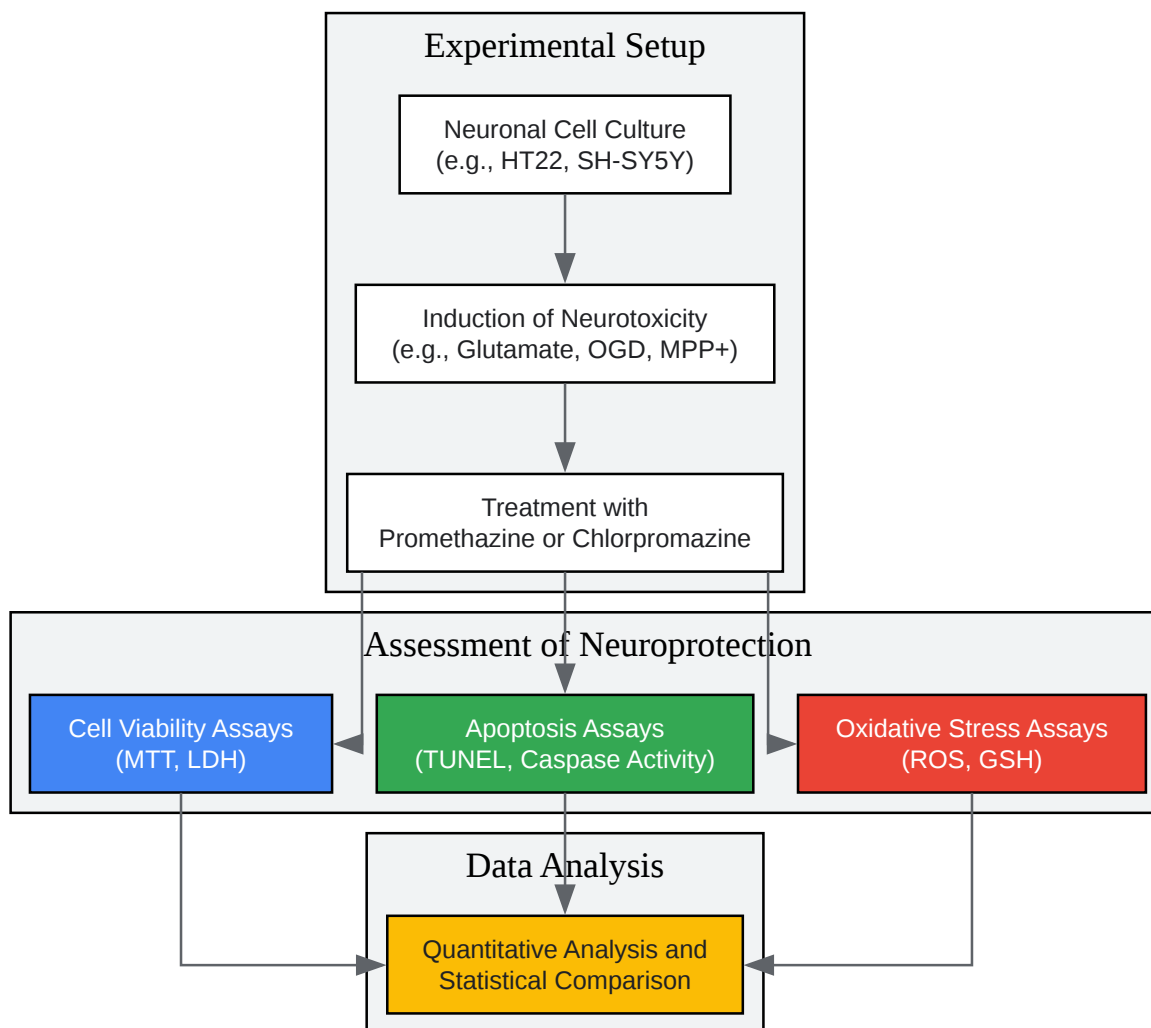 Experimental Setup
Neuronal Cell Culture
(e.g., HT22, SH-SY5Y)
Induction of Neurotoxicity
(e.g., Glutamate, OGD, MPP+)
Treatment with
Promethazine or Chlorpromazine
Assessment of Neuroprotection
Cell Viability Assays
(MTT, LDH)
Apoptosis Assays
(TUNEL, Caspase Activity)
Oxidative Stress Assays
(ROS, GSH)
Data Analysis
Quantitative Analysis and
Statistical Comparison